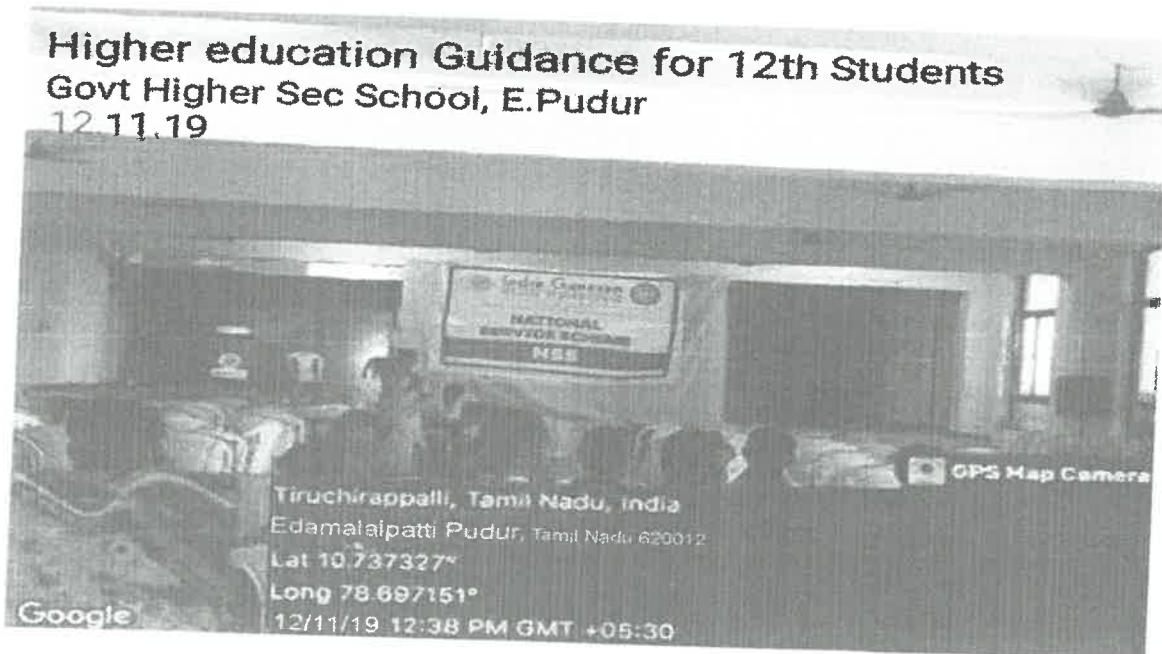 Higher education Guidance for 12th Students
Govt Higher Sec School, E.Pudur
12.11.19
Indra Ganesan
NATIONAL
SERVICE SCHEME
NSS
GPS Map Camera
Tiruchirappalli, Tamil Nadu, India
Edamalaipatti Pudur, Tamil Nadu 620012
Lat 10.737327°
Long 78.697151°
12/11/19 12:38 PM GMT +05:30
Google